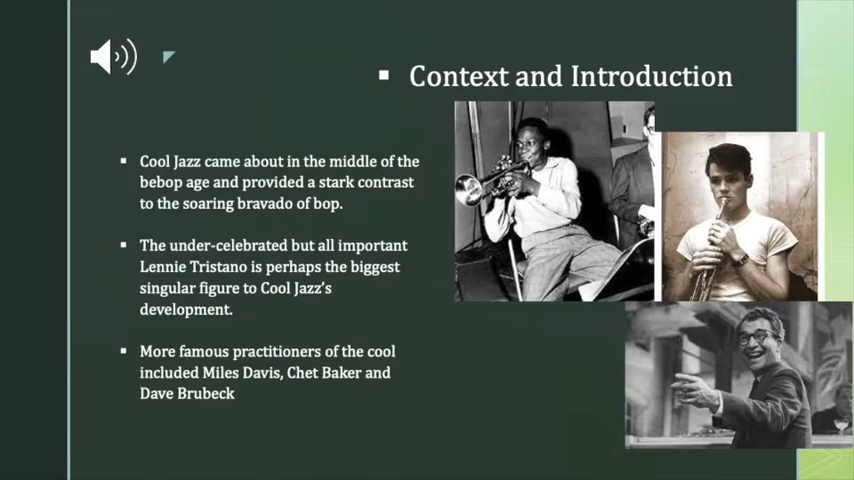 ▪ Context and Introduction
▪ Cool Jazz came about in the middle of the
bebop age and provided a stark contrast
to the soaring bravado of bop.
▪ The under-celebrated but all important
Lennie Tristano is perhaps the biggest
singular figure to Cool Jazz’s
development.
▪ More famous practitioners of the cool
included Miles Davis, Chet Baker and
Dave Brubeck